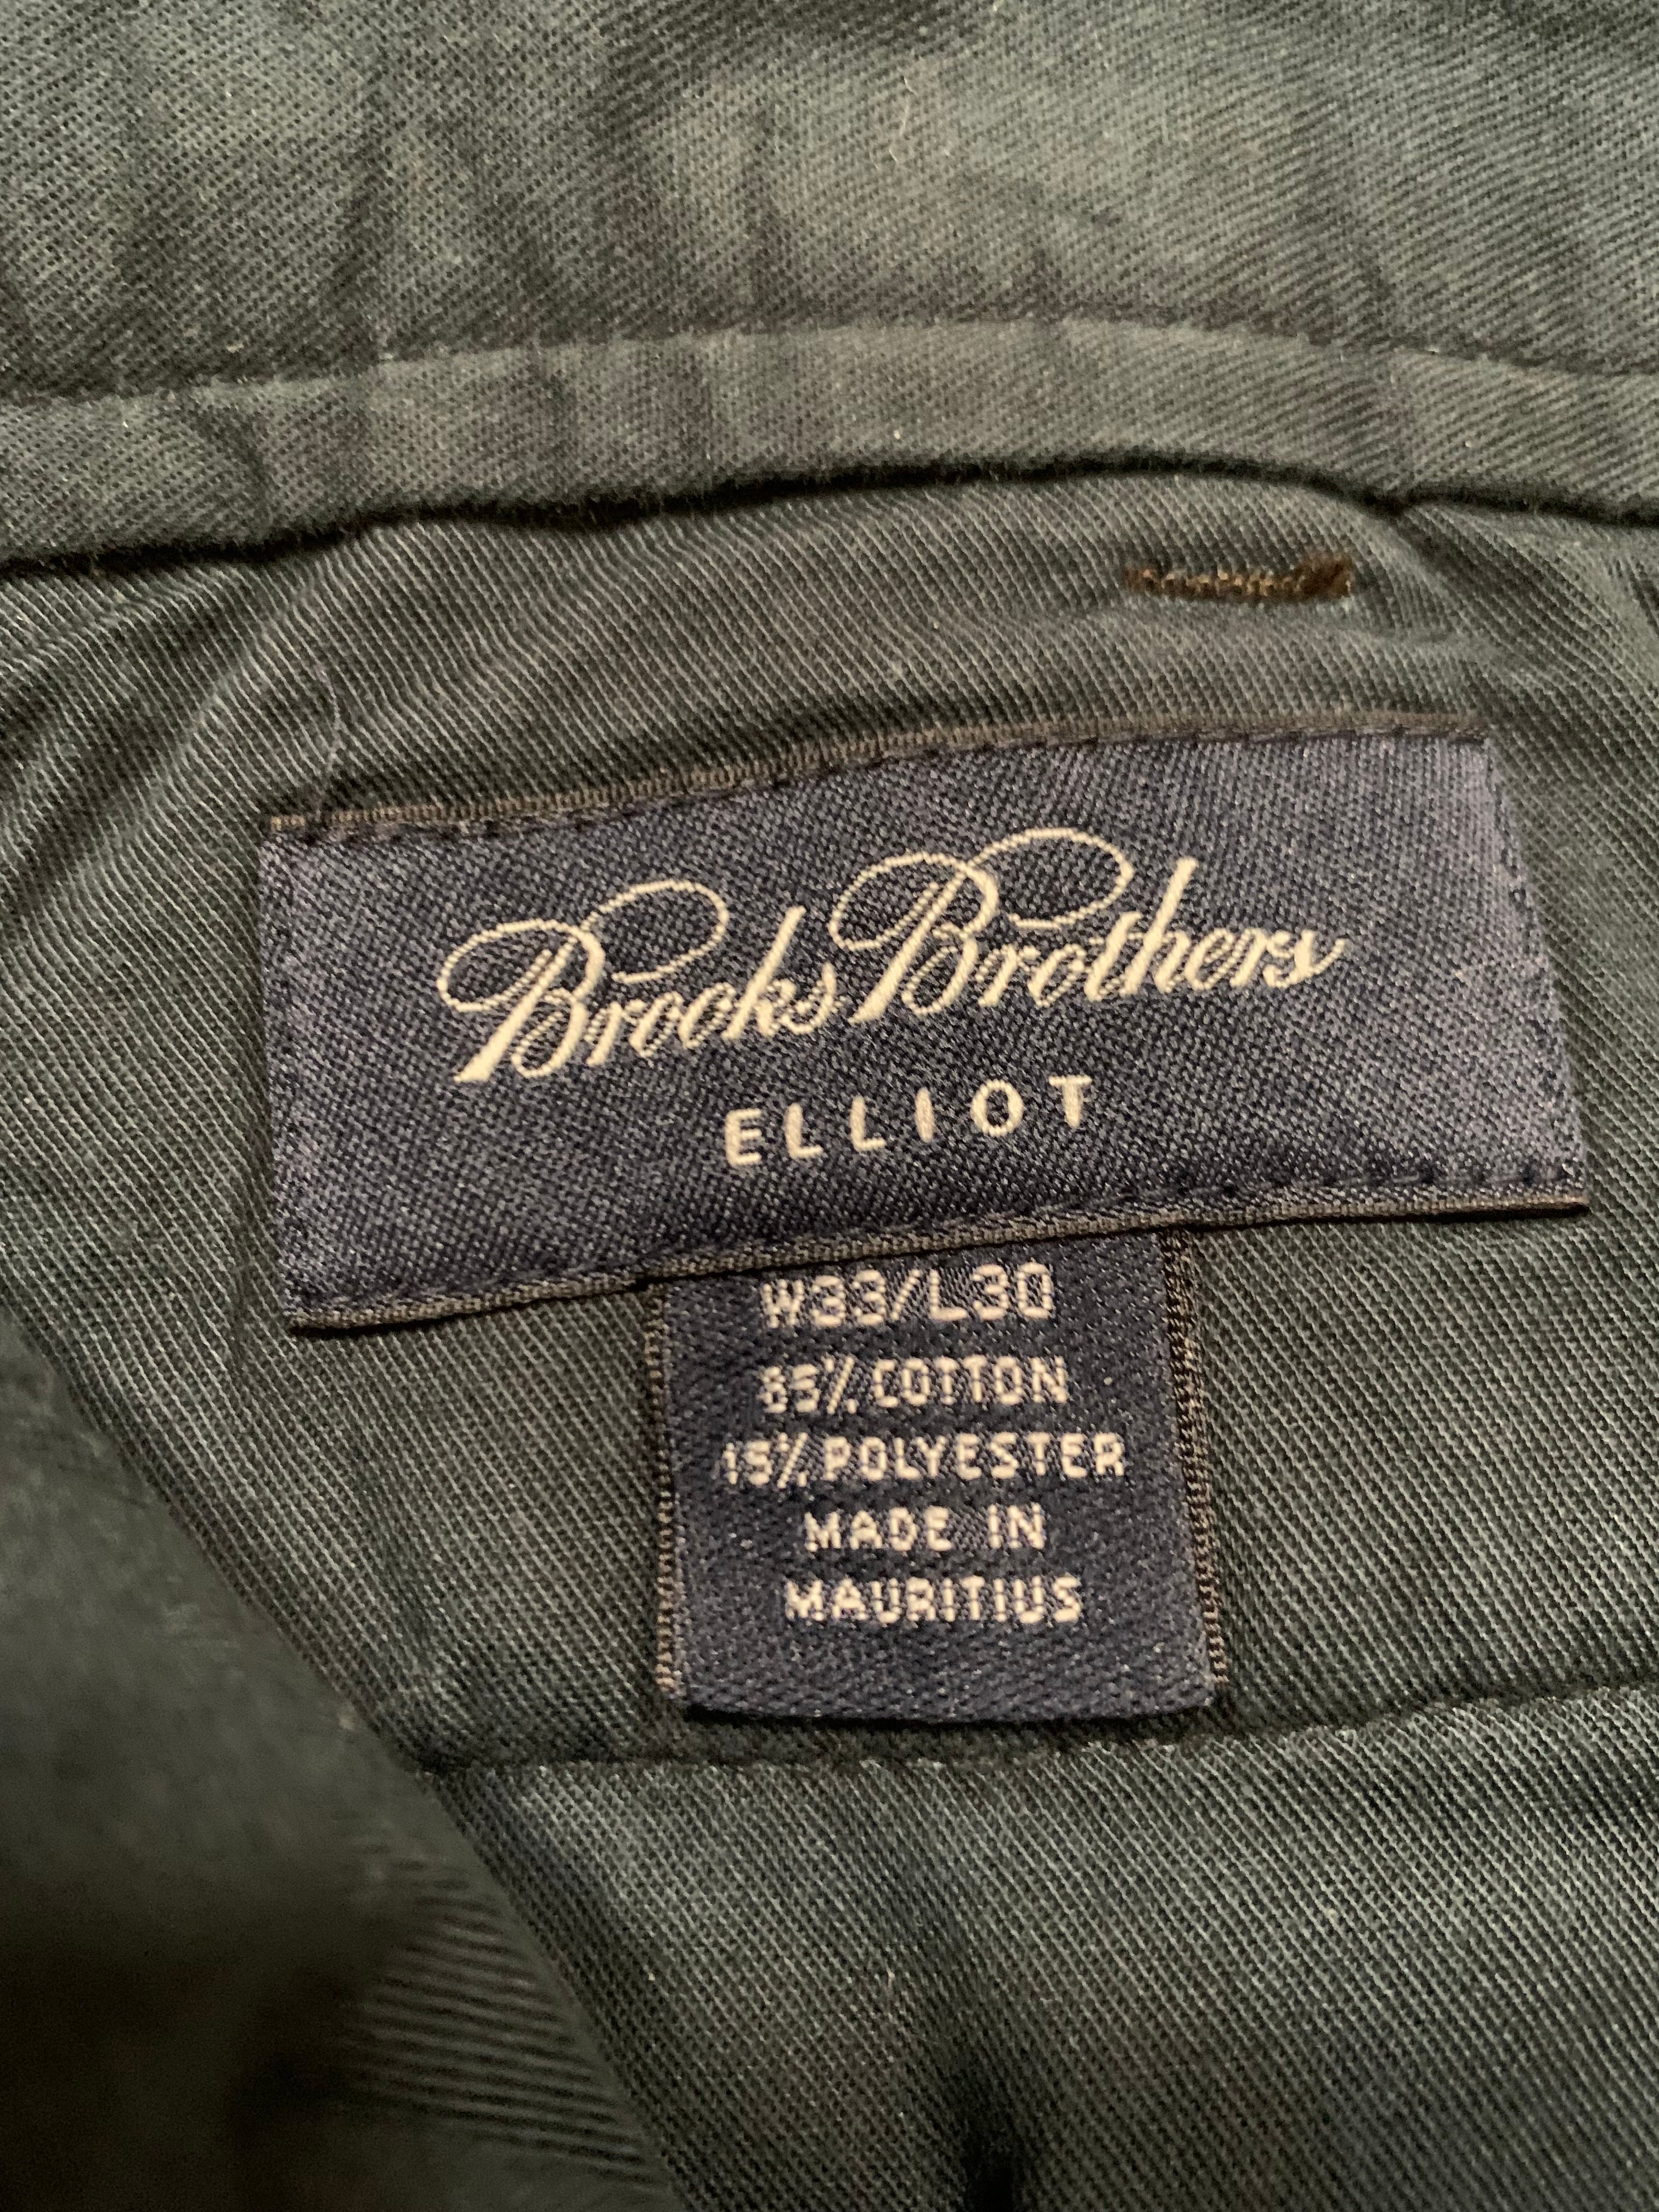 Brooks Brothers
ELLIOT
W33/L30
85% COTTON
15% POLYESTER
MADE IN
MAURITIUS